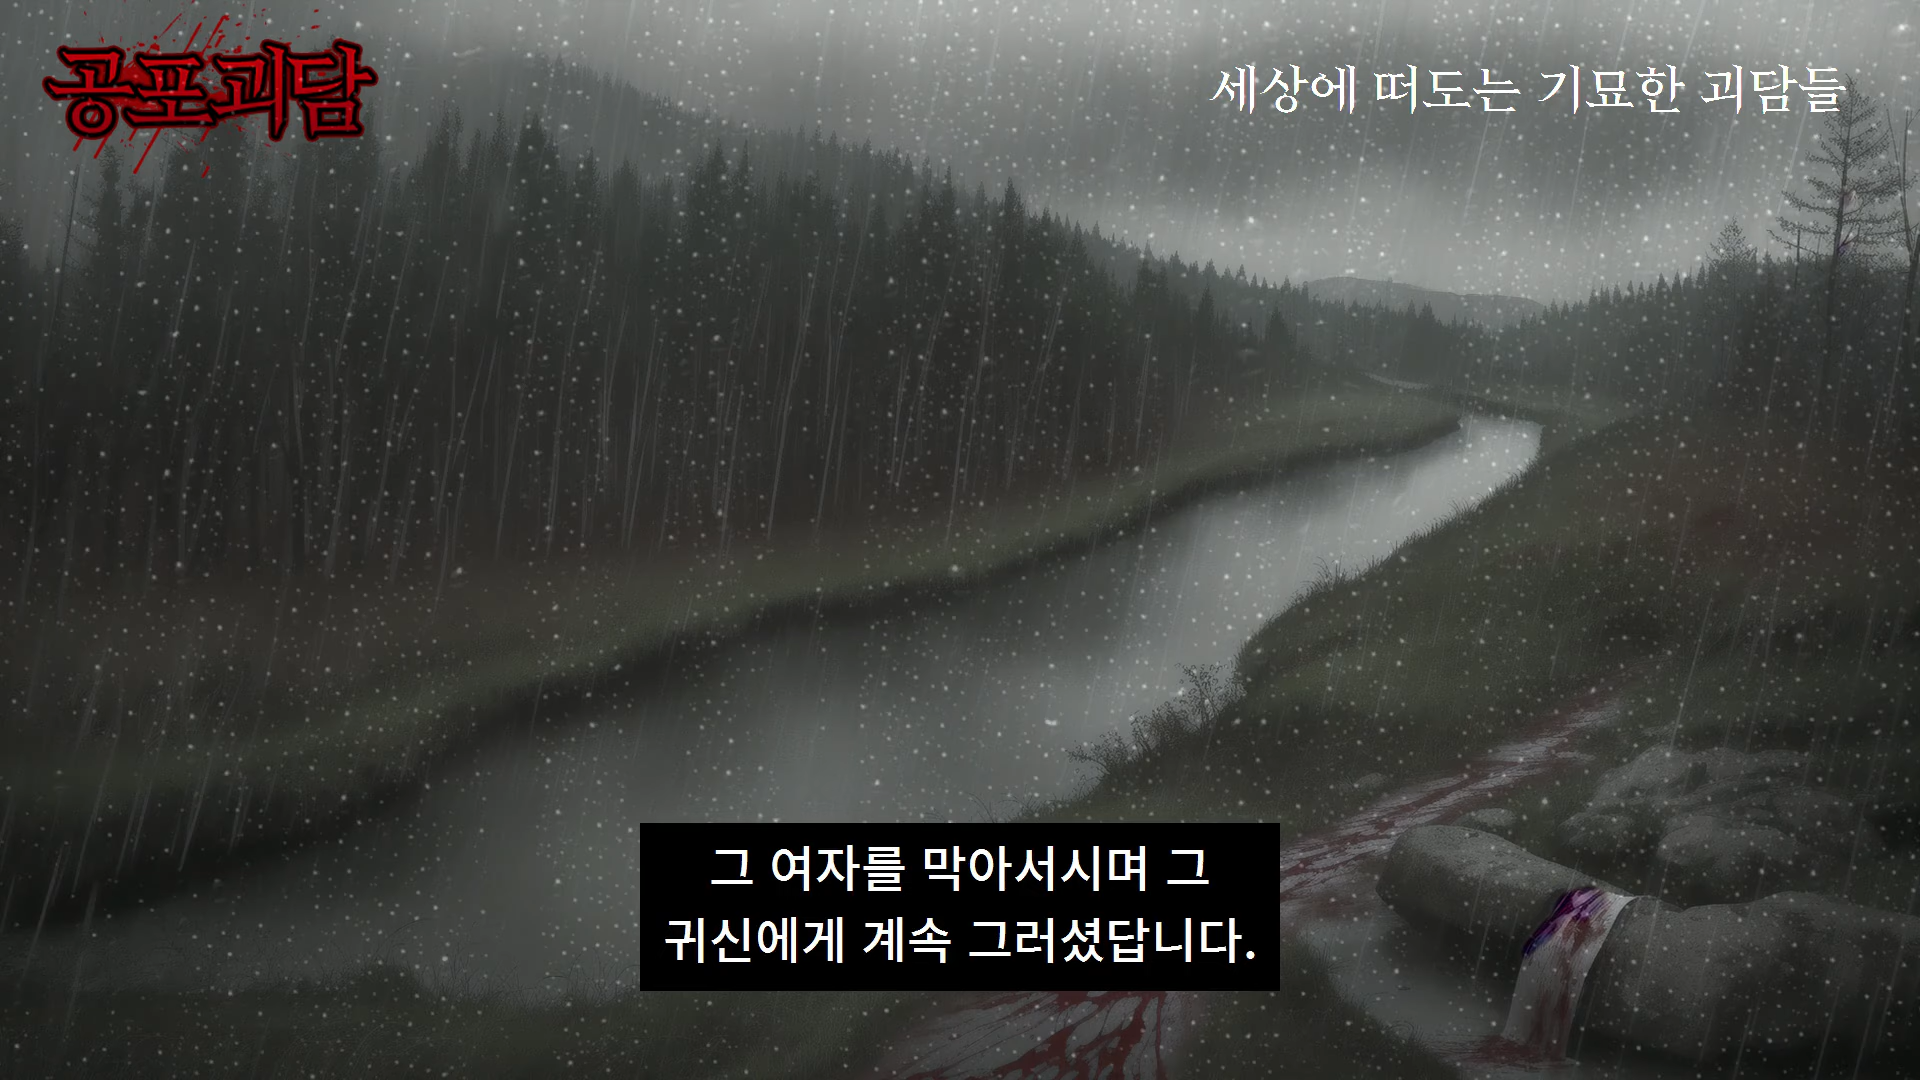 공포괴담
세상에 떠도는 기묘한 괴담들
그 여자를 막아서시며 그
귀신에게 계속 그러셨답니다.